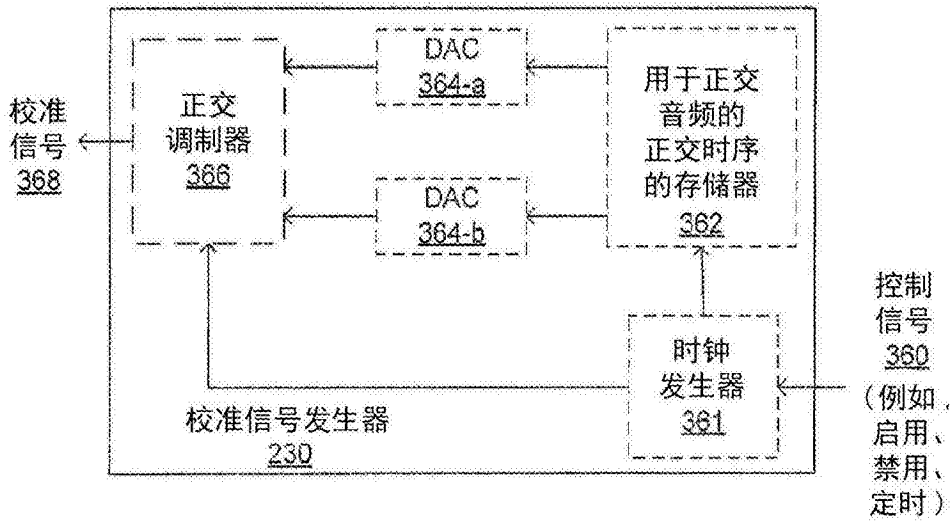 正交
调制器
366
DAC
364-a
DAC
364-b
用于正交
音频的
正交时序
的存储器
362
校准
信号
368
时钟
发生器
361
控制
信号
360
（例如，
启用、
禁用、
定时）
校准信号发生器
230